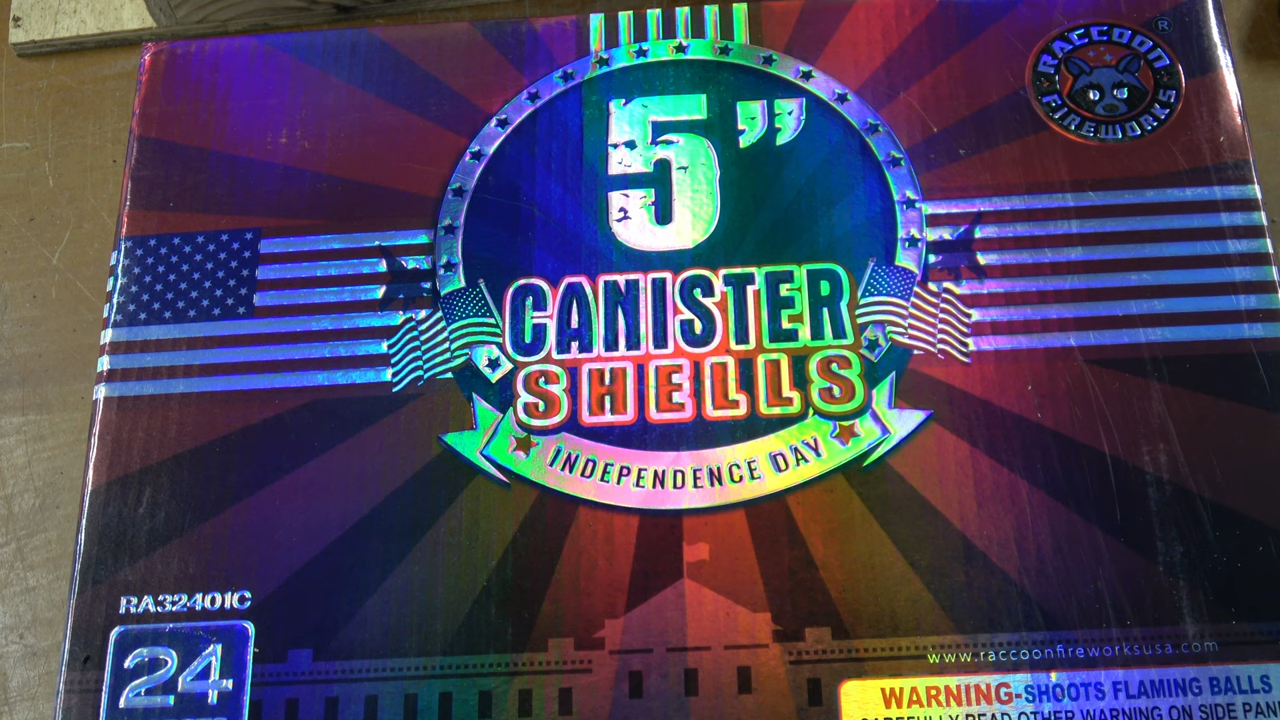 RACCOON ®
FIREWORKS
5”
CANISTER
SHELLS
INDEPENDENCE DAY
RA32401C
24
www.raccoonfireworksusa.com
WARNING-SHOOTS FLAMING BALLS
CAREFULLY READ OTHER WARNING ON SIDE PAN